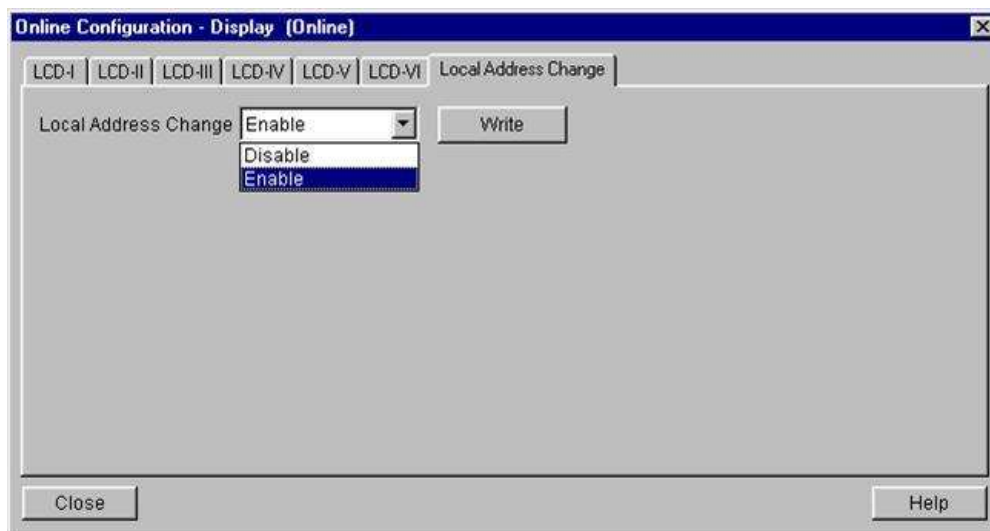 Online Configuration - Display (Online)
LCD-I LCD-II LCD-III LCD-IV LCD-V LCD-VI Local Address Change
Local Address Change Enable Write
Disable
Enable
Close Help